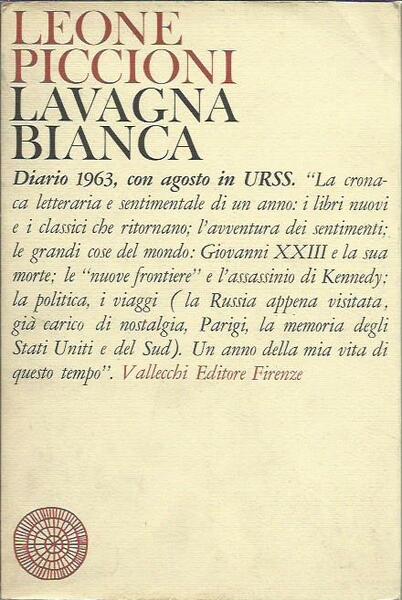 LEONE
PICCIONI
LAVAGNA
BIANCA
Diario 1963, con agosto in URSS. “La crona-
ca letteraria e sentimentale di un anno: i libri nuovi
e i classici che ritornano; l'avventura dei sentimenti;
le grandi cose del mondo: Giovanni XXIII e la sua
morte; le “nuove frontiere” e l'assassinio di Kennedy:
la politica, i viaggi (la Russia appena visitata,
già carico di nostalgia, Parigi, la memoria degli
Stati Uniti e del Sud). Un anno della mia vita di
questo tempo”. Vallecchi Editore Firenze